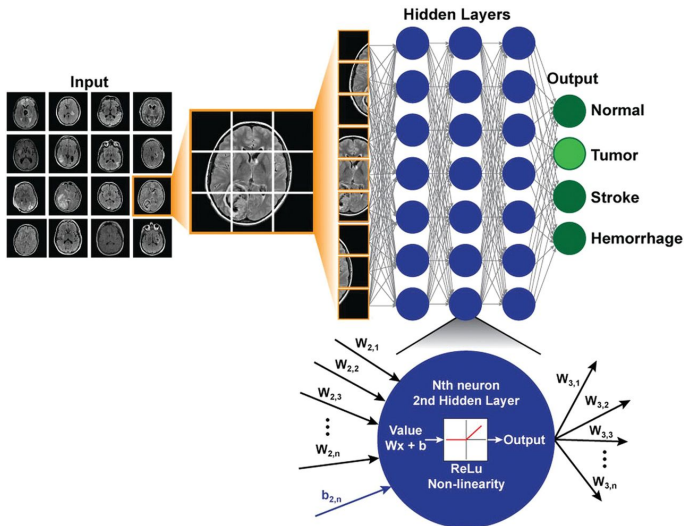 Hidden Layers
Input
Output
Normal
Tumor
Stroke
Hemorrhage
W2,1
W2,2
W2,3
W2,n
b2,n
Nth neuron
2nd Hidden Layer
Value
Wx + b
Output
ReLu
Non-linearity
W3,1
W3,2
W3,3
W3,n